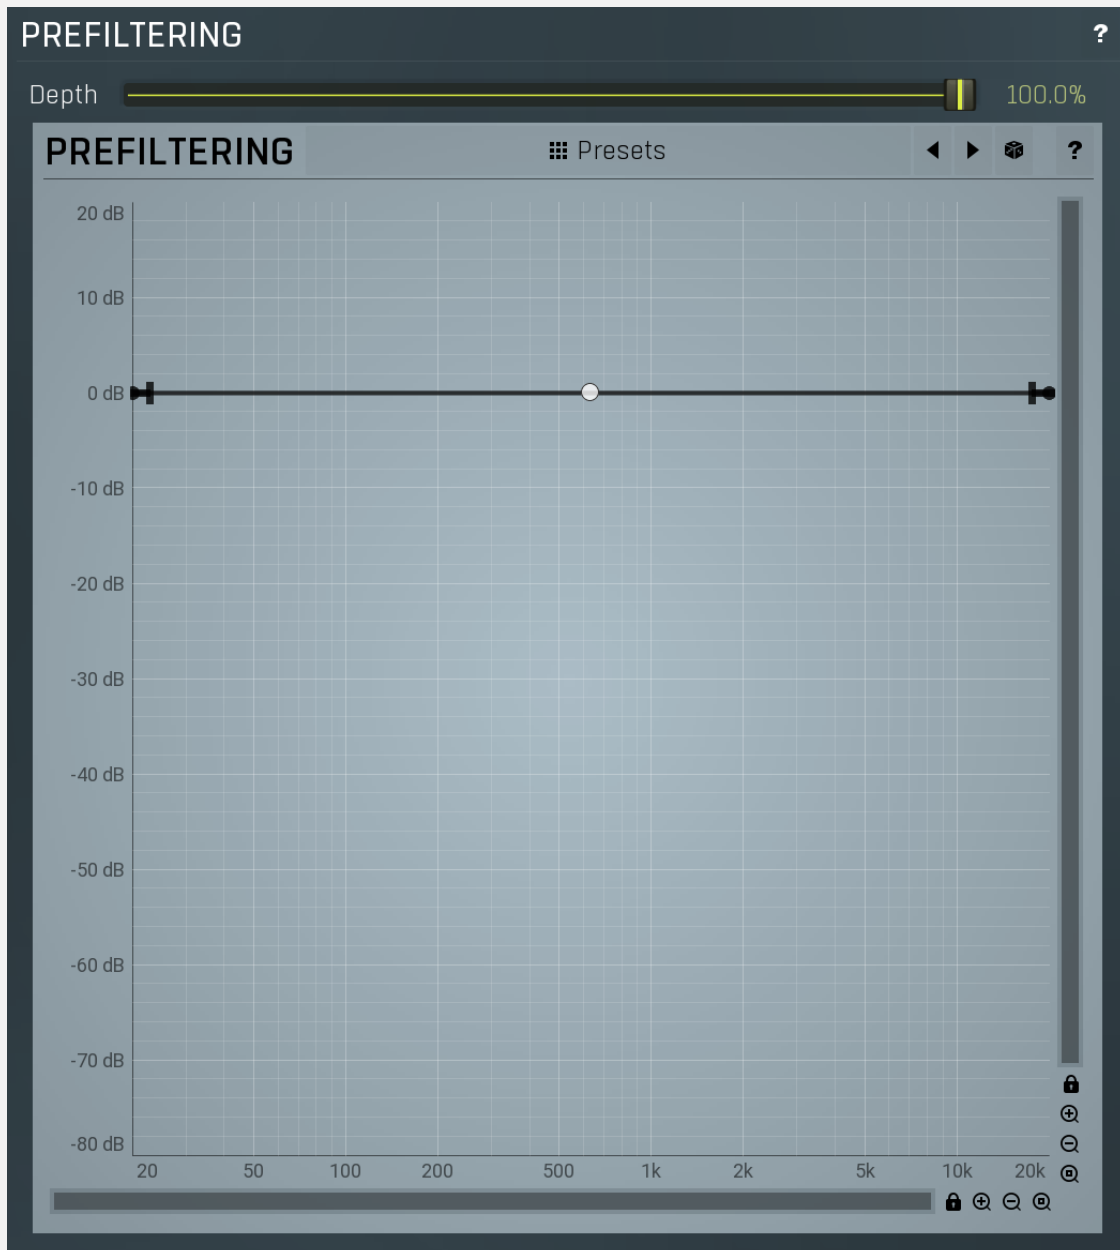 PREFILTERING ?
Depth 100.0%
PREFILTERING Presets ?
20 dB
10 dB
0 dB
-10 dB
-20 dB
-30 dB
-40 dB
-50 dB
-60 dB
-70 dB
-80 dB
20 50 100 200 500 1k 2k 5k 10k 20k